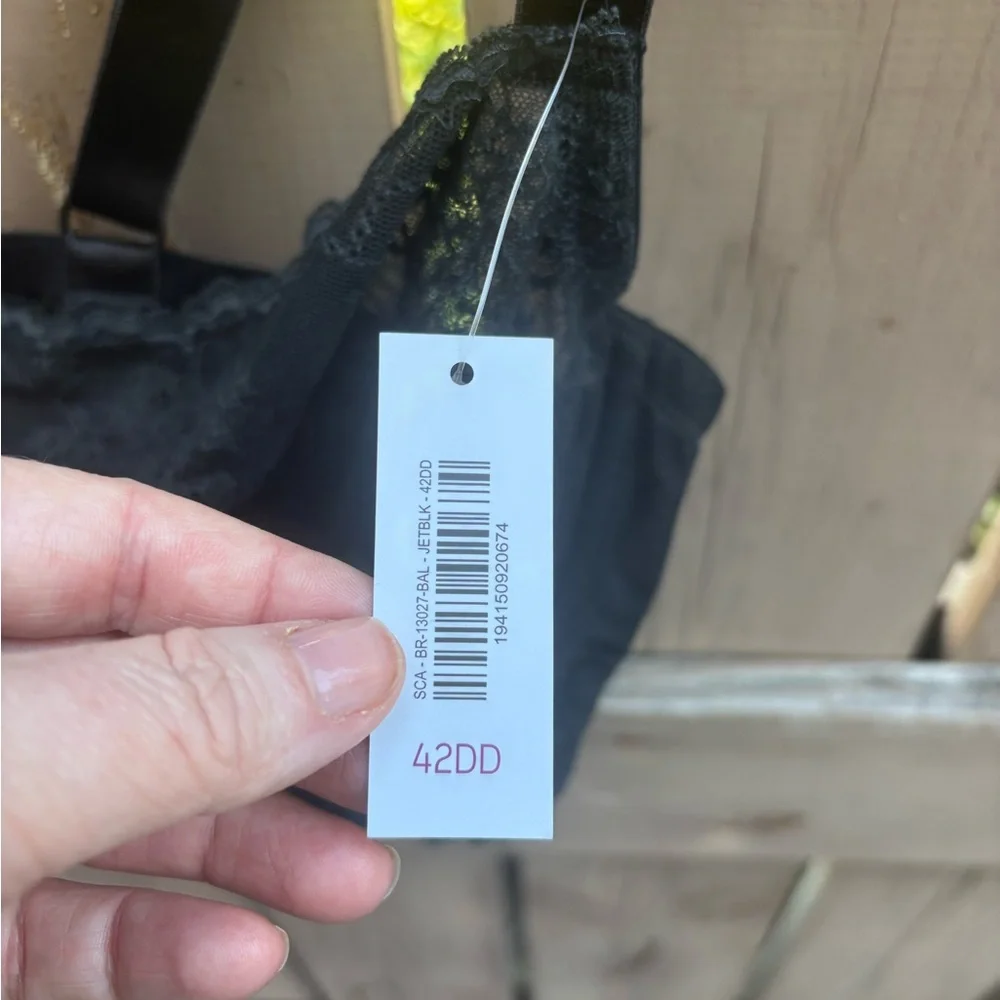 SCA - BR-13027-BAL - JETBLK - 42DD
194150920674
42DD